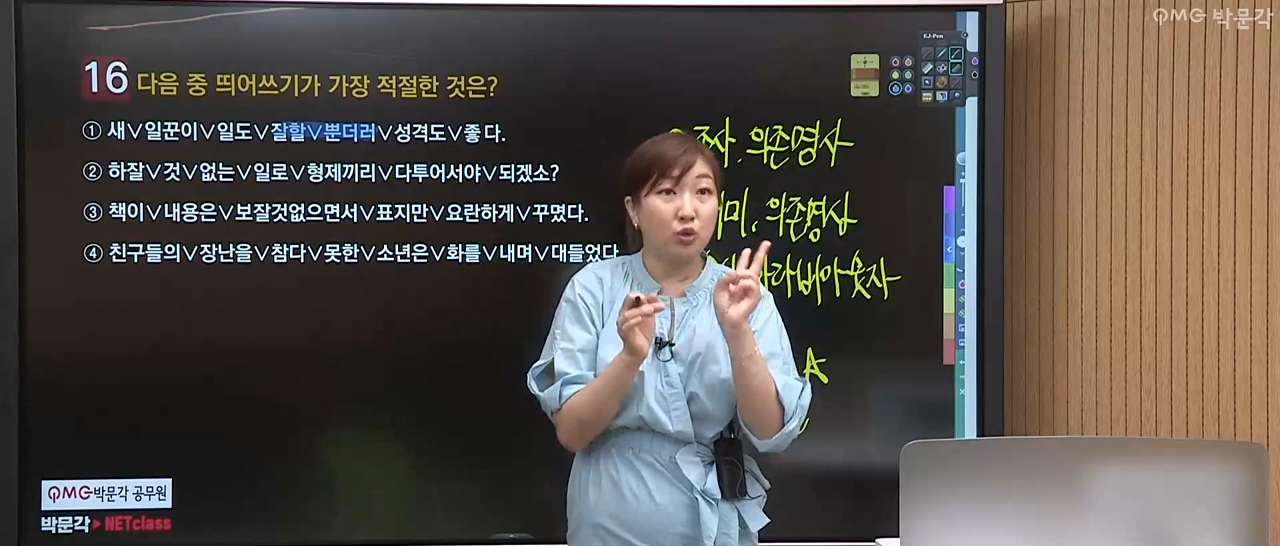 QMG 박문각
EJ-Pen
16 다음 중 띄어쓰기가 가장 적절한 것은?
① 새∨일꾼이∨일도∨잘할∨뿐더러∨성격도∨좋다.
② 하잘∨것∨없는∨일로∨형제끼리∨다투어서야∨되겠소?
③ 책이∨내용은∨보잘것없으면서∨표지만∨요란하게∨꾸몄다.
④ 친구들의∨장난을∨참다∨못한∨소년은∨화를∨내며∨대들었다
의존명사
의존명사
A
QMG박문각 공무원
박문각 NETclass